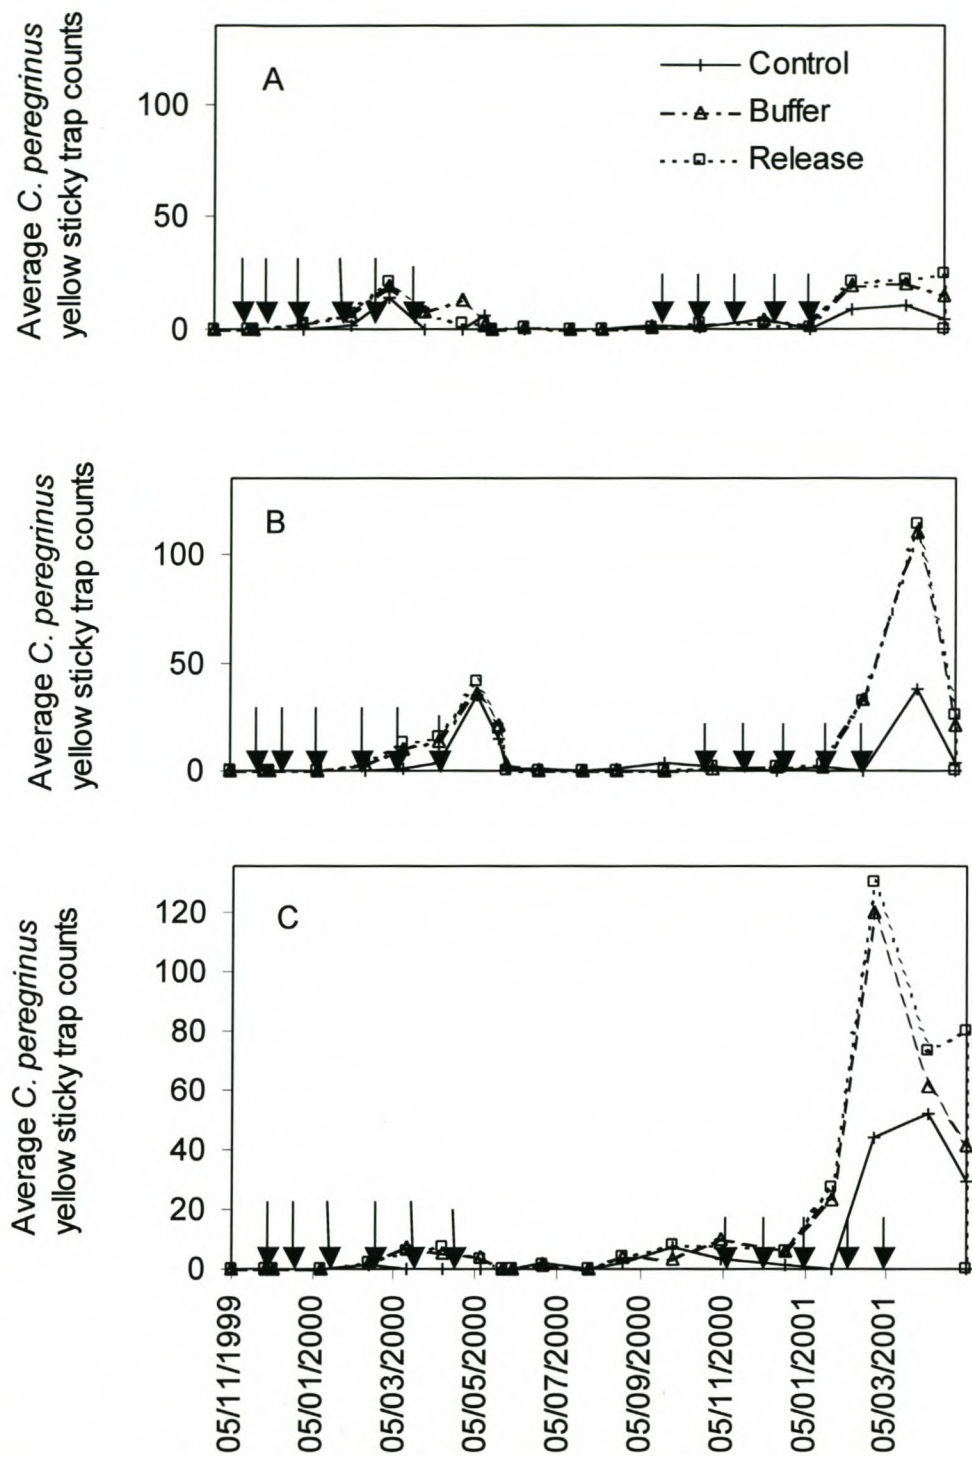 Average C. peregrinus
yellow sticky trap counts
A
Control
Buffer
Release
100
50
0
Average C. peregrinus
yellow sticky trap counts
B
100
50
0
Average C. peregrinus
yellow sticky trap counts
C
120
100
80
60
40
20
0
05/11/1999
05/01/2000
05/03/2000
05/05/2000
05/07/2000
05/09/2000
05/11/2000
05/01/2001
05/03/2001